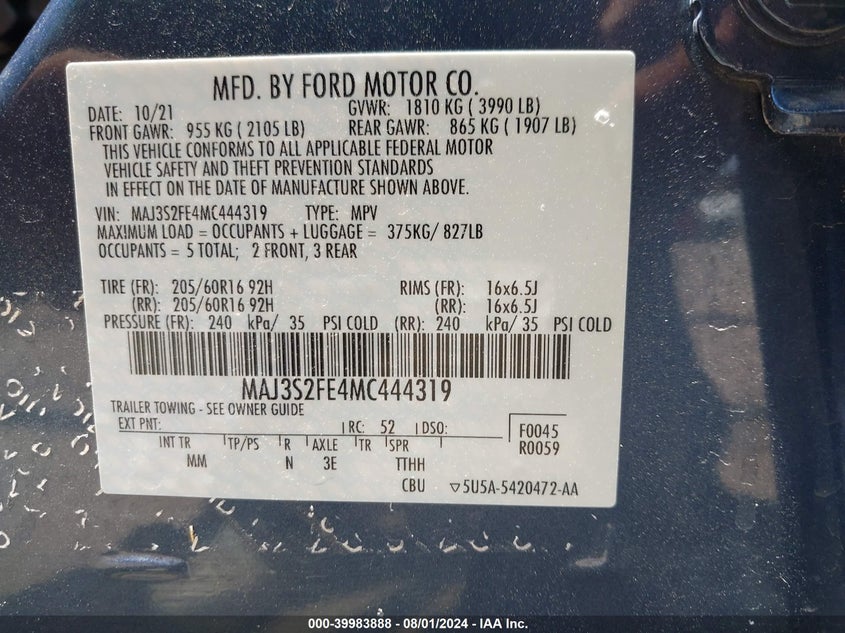 MFD. BY FORD MOTOR CO.
DATE: 10/21 GVWR: 1810 KG ( 3990 LB)
FRONT GAWR: 955 KG ( 2105 LB) REAR GAWR: 865 KG ( 1907 LB)
THIS VEHICLE CONFORMS TO ALL APPLICABLE FEDERAL MOTOR
VEHICLE SAFETY AND THEFT PREVENTION STANDARDS
IN EFFECT ON THE DATE OF MANUFACTURE SHOWN ABOVE.
VIN: MAJ3S2FE4MC444319 TYPE: MPV
MAXIMUM LOAD = OCCUPANTS + LUGGAGE = 375KG/ 827LB
OCCUPANTS = 5 TOTAL; 2 FRONT, 3 REAR
TIRE (FR): 205/60R16 92H RIMS (FR): 16x6.5J
(RR): 205/60R16 92H (RR): 16x6.5J
PRESSURE (FR): 240 kPa/ 35 PSI COLD (RR): 240 kPa/ 35 PSI COLD
MAJ3S2FE4MC444319
TRAILER TOWING - SEE OWNER GUIDE
EXT PNT: RC: 52 DSO: F0045
INT TR TP/PS R AXLE TR SPR R0059
MM N 3E TTHH
CBU ▽5U5A-5420472-AA
000-39983888 - 08/01/2024 - IAA Inc.